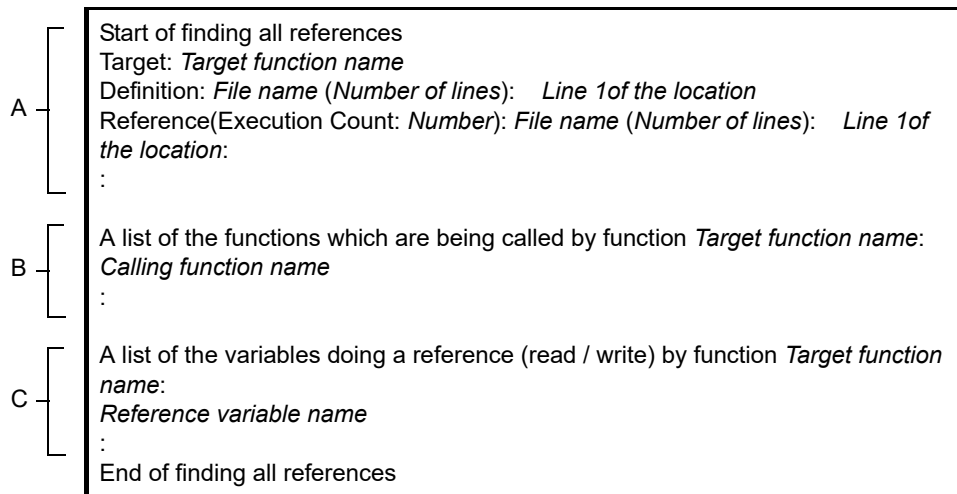 Start of finding all references
Target: Target function name
Definition: File name (Number of lines): Line 1of the location
A
Reference(Execution Count: Number): File name (Number of lines): Line 1of
the location:
:
A list of the functions which are being called by function Target function name:
B
Calling function name
:
A list of the variables doing a reference (read / write) by function Target function
name:
C
Reference variable name
:
End of finding all references